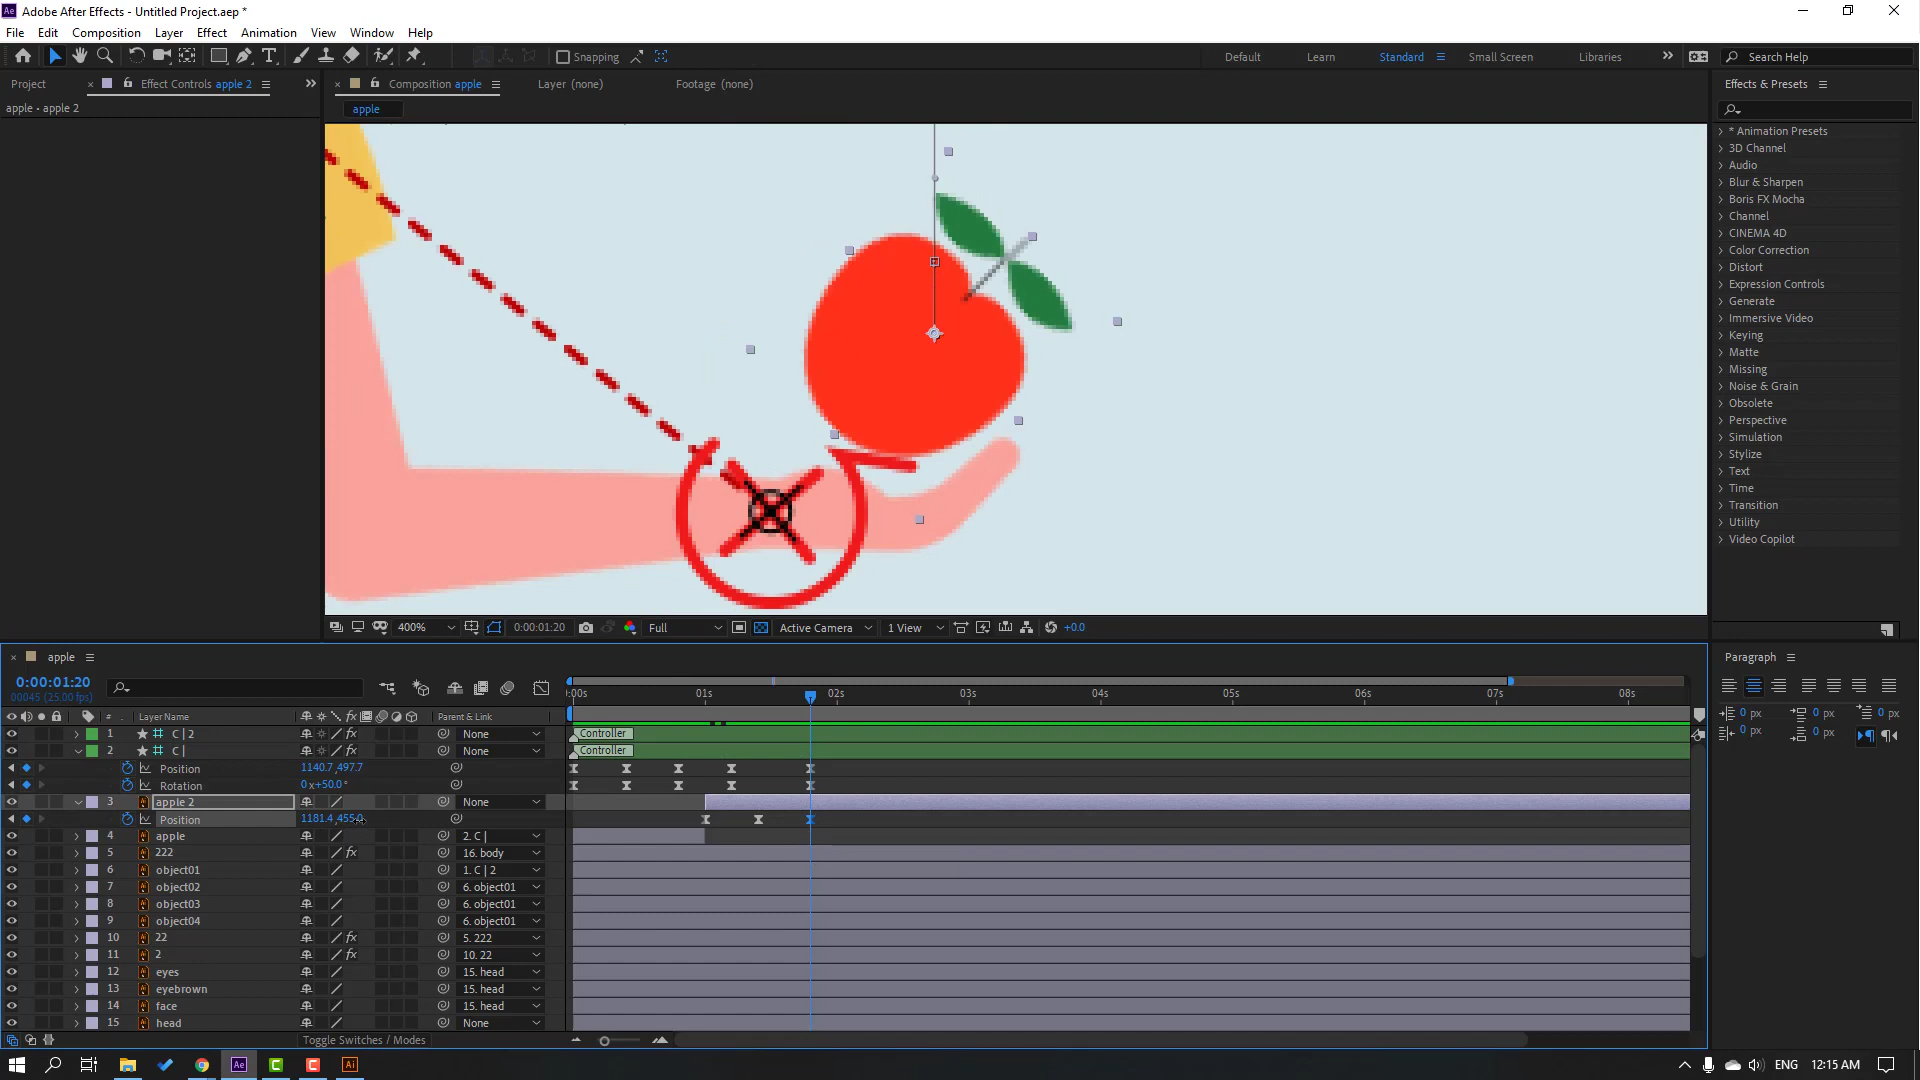 Adobe After Effects - Untitled Project.aep *
File Edit Composition Layer Effect Animation View Window Help
Snapping Default Learn Standard Small Screen Libraries Search Help
Project Effect Controls apple 2 Composition apple Layer (none) Footage (none) Effects & Presets
apple • apple 2
apple
* Animation Presets
3D Channel
Audio
Blur & Sharpen
Boris FX Mocha
Channel
CINEMA 4D
Color Correction
Distort
Expression Controls
Generate
Immersive Video
Keying
Matte
Missing
Noise & Grain
Obsolete
Perspective
Simulation
Stylize
Text
Time
Transition
Utility
Video Copilot
400% 0:00:01:20 Full Active Camera 1 View +0.0
apple
Paragraph
0:00:01:20
00045 (25.00 fps)
:00s 01s 02s 03s 04s 05s 06s 07s 08s
# Layer Name Parent & Link
1 C | 2 None Controller
2 C | None Controller
Position 1140.7,497.7
Rotation 0x+50.0°
3 apple 2 None
Position 1181.4,455.0
4 apple 2. C |
5 222 16. body
6 object01 1. C | 2
7 object02 6. object01
8 object03 6. object01
9 object04 6. object01
10 22 5. 222
11 2 10. 22
12 eyes 15. head
13 eyebrown 15. head
14 face 15. head
15 head None
Toggle Switches / Modes
0 px 0 px 0 px
0 px 0 px
ENG 12:15 AM